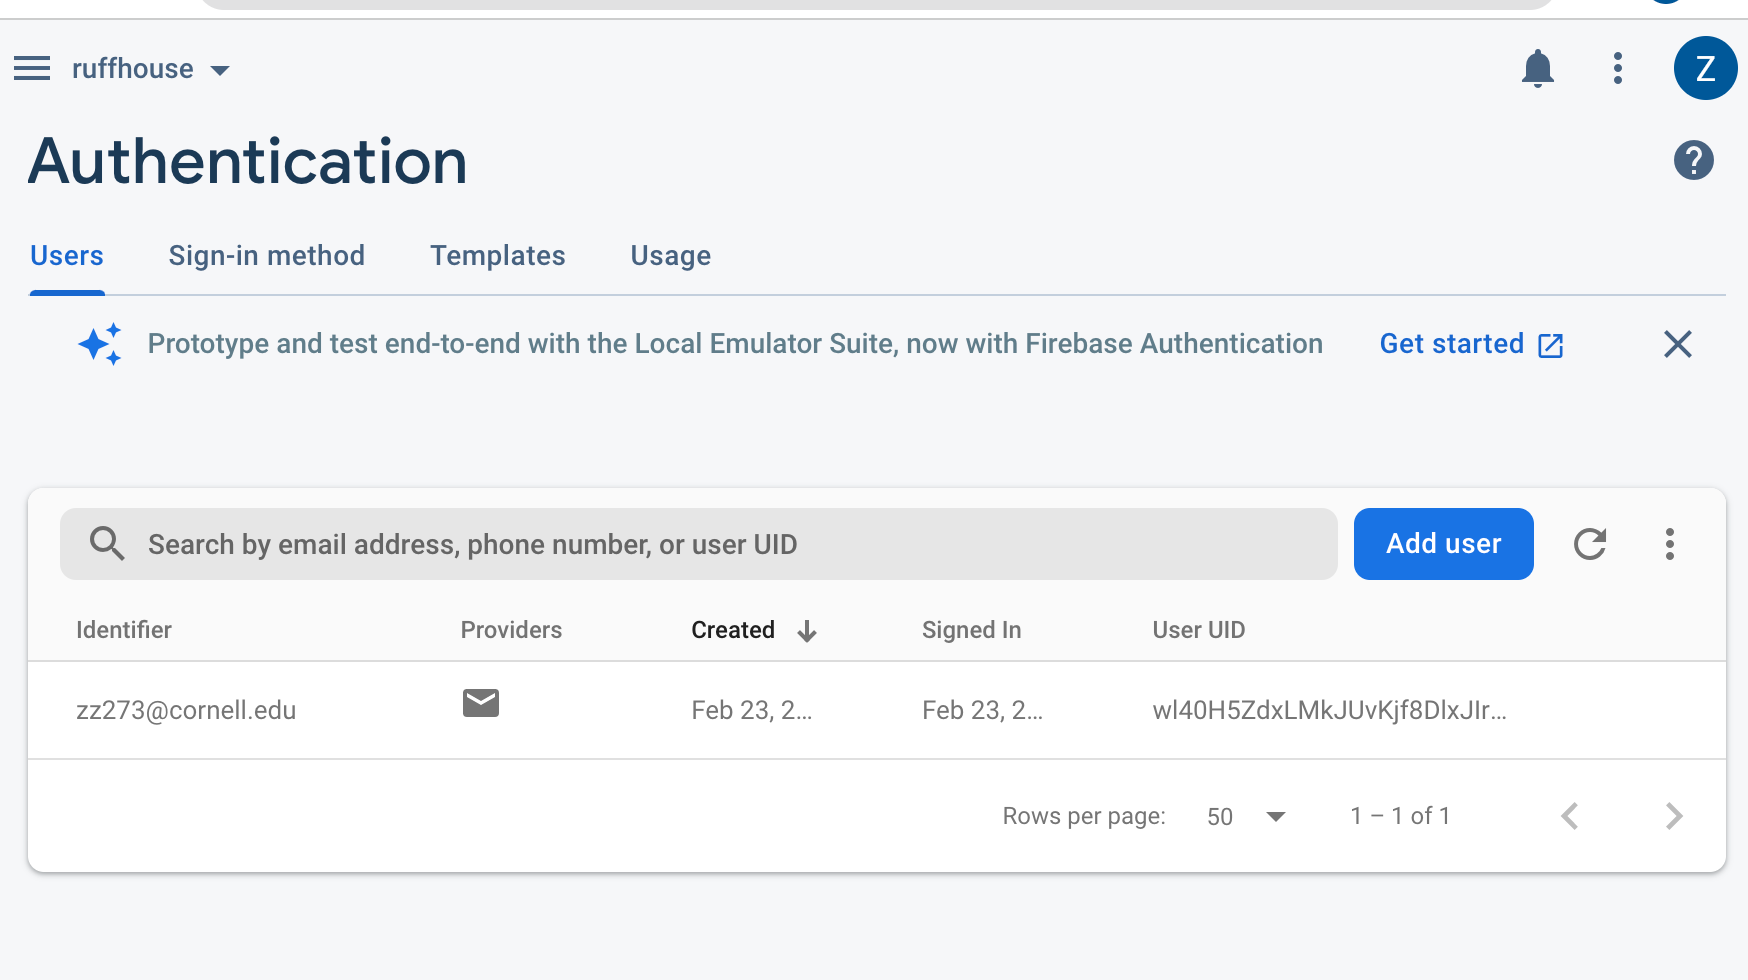 ruffhouse
Z
Authentication
Users Sign-in method Templates Usage
Prototype and test end-to-end with the Local Emulator Suite, now with Firebase Authentication Get started
Search by email address, phone number, or user UID Add user
Identifier Providers Created Signed In User UID
zz273@cornell.edu Feb 23, 2... Feb 23, 2... wl40H5ZdxLMkJUvKjf8DlxJIr...
Rows per page: 50 1 – 1 of 1